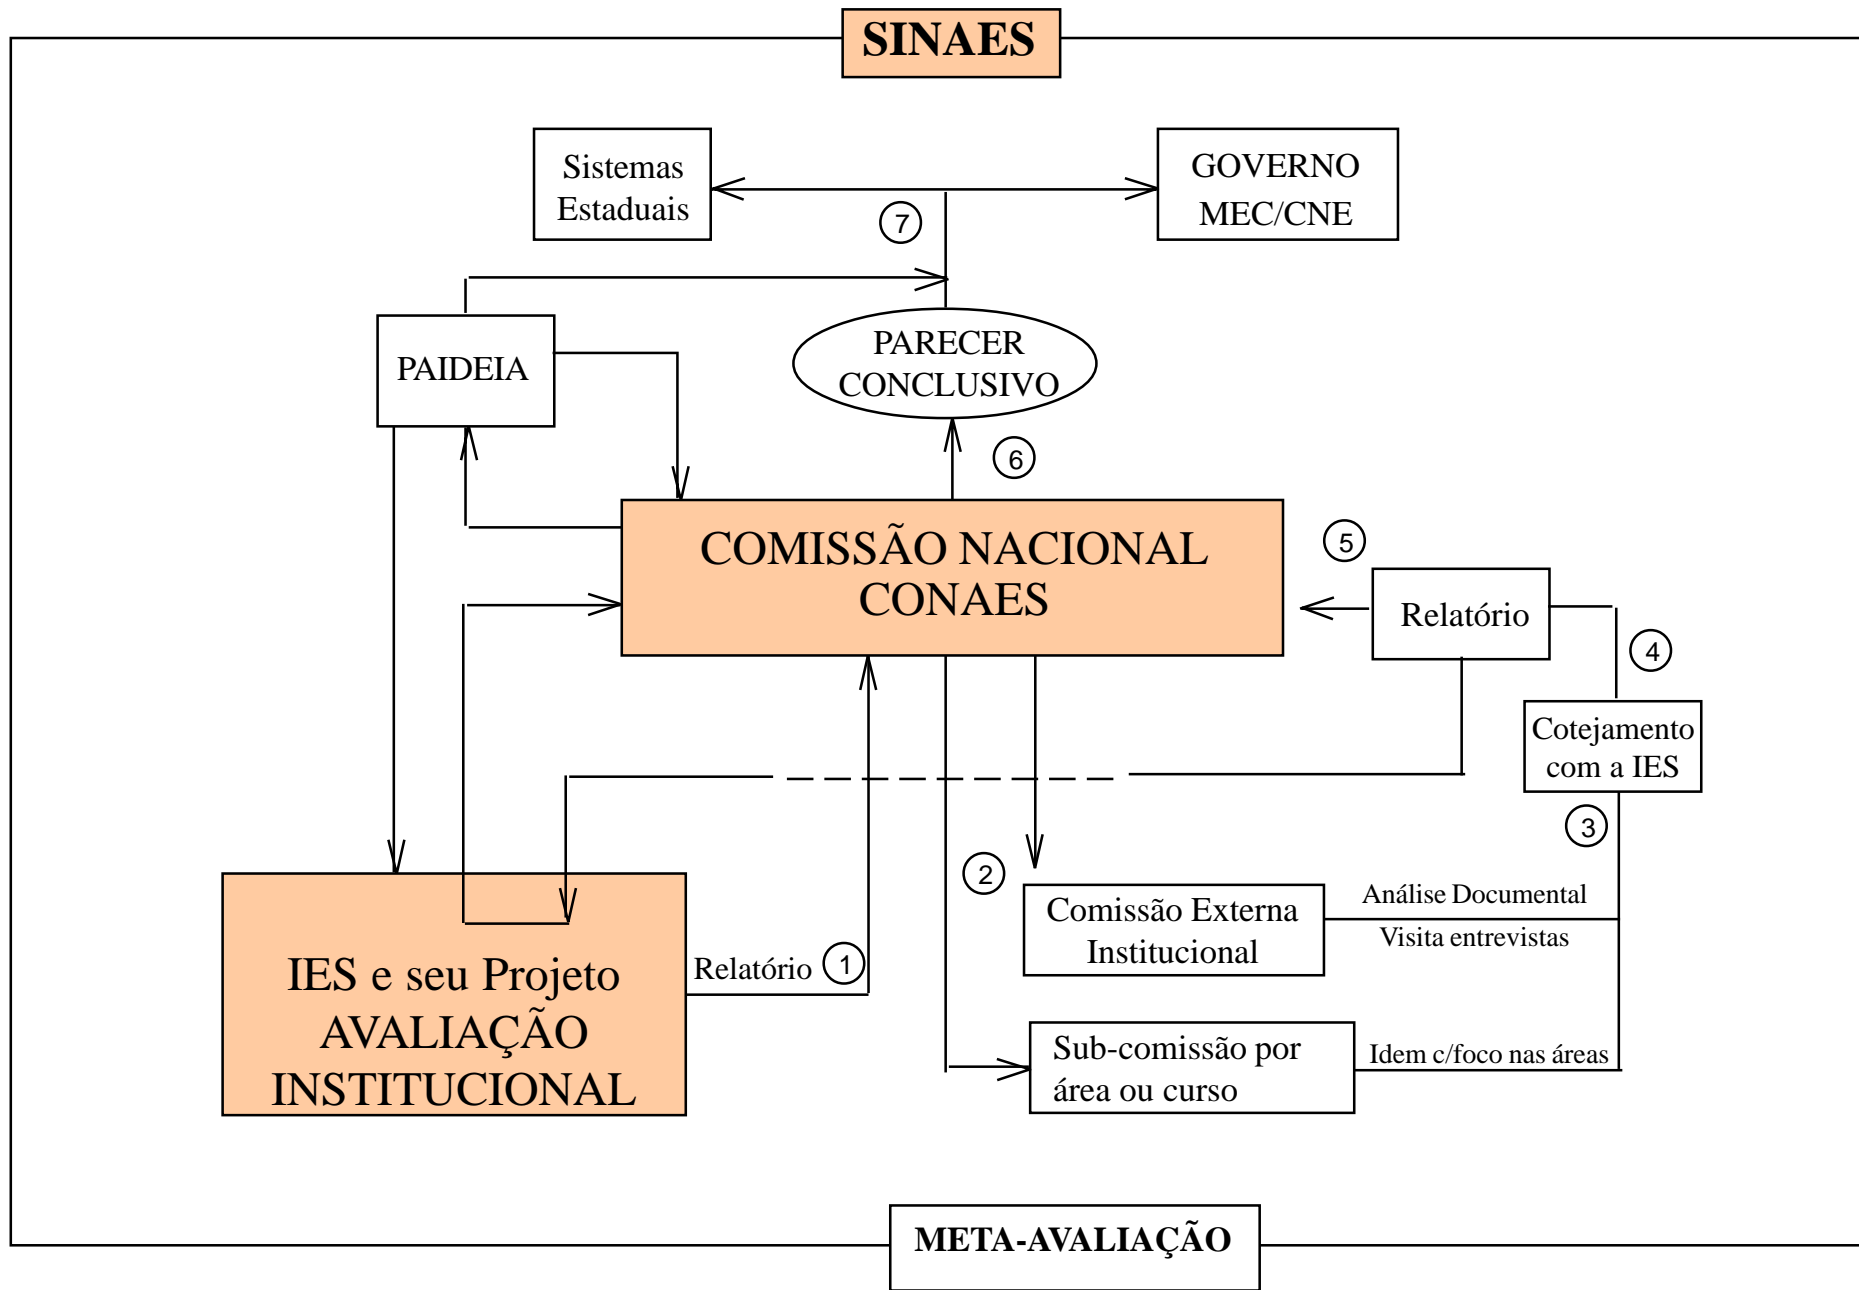 SINAES
Sistemas
Estaduais
GOVERNO
MEC/CNE
7
PAIDEIA
PARECER
CONCLUSIVO
6
COMISSÃO NACIONAL
CONAES
5
Relatório
4
Cotejamento
com a IES
3
2
Comissão Externa
Institucional
Análise Documental
Visita entrevistas
IES e seu Projeto
AVALIAÇÃO
INSTITUCIONAL
Relatório 1
Sub-comissão por
área ou curso
Idem c/foco nas áreas
META-AVALIAÇÃO